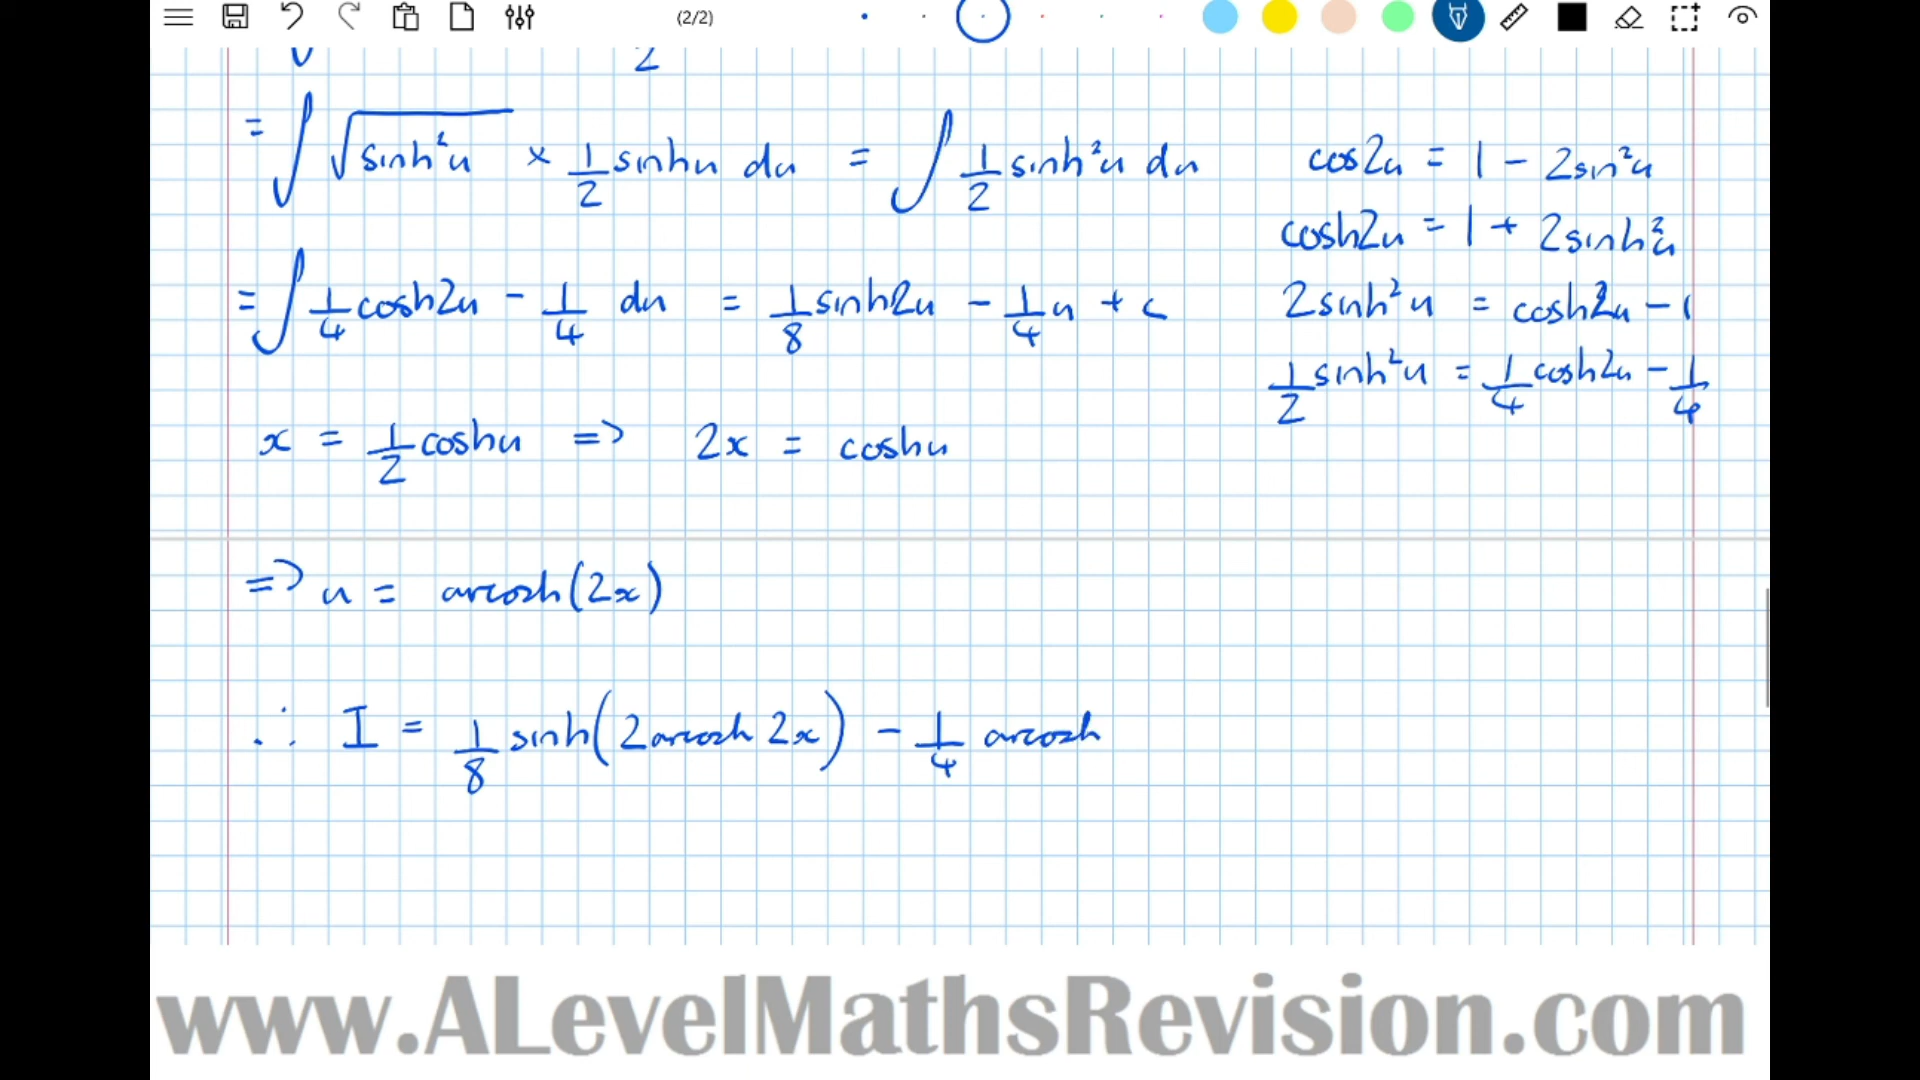 (2/2)
2
= ∫ √(sinh²u) × 1/2 sinhu du = ∫ 1/2 sinh²u du
= ∫ 1/4 cosh2u - 1/4 du = 1/8 sinh2u - 1/4 u + c
x = 1/2 coshu => 2x = coshu
cos2u = 1 - 2sin²u
cosh2u = 1 + 2sinh²u
2sinh²u = cosh2u - 1
1/2 sinh²u = 1/4 cosh2u - 1/4
=> u = arcosh(2x)
∴ I = 1/8 sinh(2arcosh 2x) - 1/4 arcosh
www.ALevelMathsRevision.com